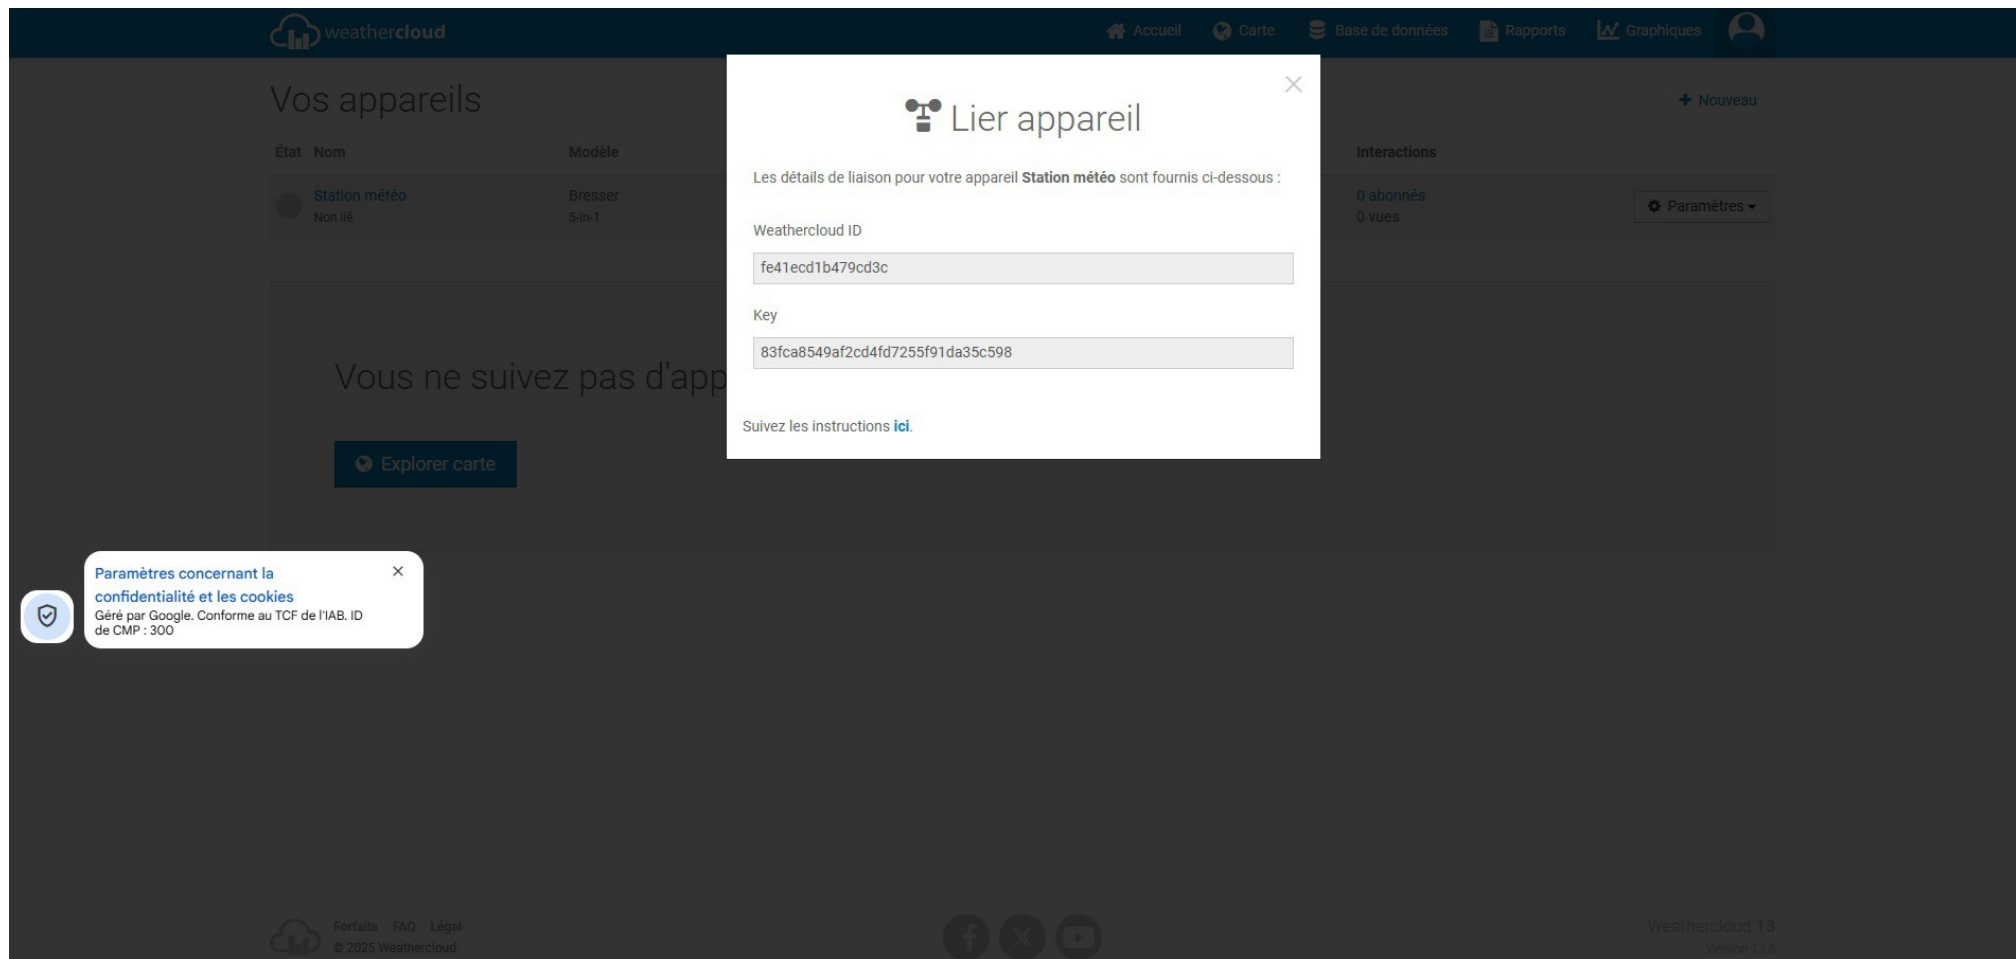 weathercloud
Accueil Carte Base de données Rapports Graphiques
Vos appareils
+ Nouveau
État Nom Modèle Interactions
Station météo Bresser 0 abonnés
Non lié 5-in-1 0 vues
Paramètres
Lier appareil
Les détails de liaison pour votre appareil Station météo sont fournis ci-dessous :
Weathercloud ID
fe41ecd1b479cd3c
Key
83fca8549af2cd4fd7255f91da35c598
Suivez les instructions ici.
Vous ne suivez pas d'app
Explorer carte
Paramètres concernant la
confidentialité et les cookies
Géré par Google. Conforme au TCF de l'IAB. ID
de CMP : 300
Forfaits FAQ Légal
© 2025 Weathercloud
Weathercloud 13
Version 13.6